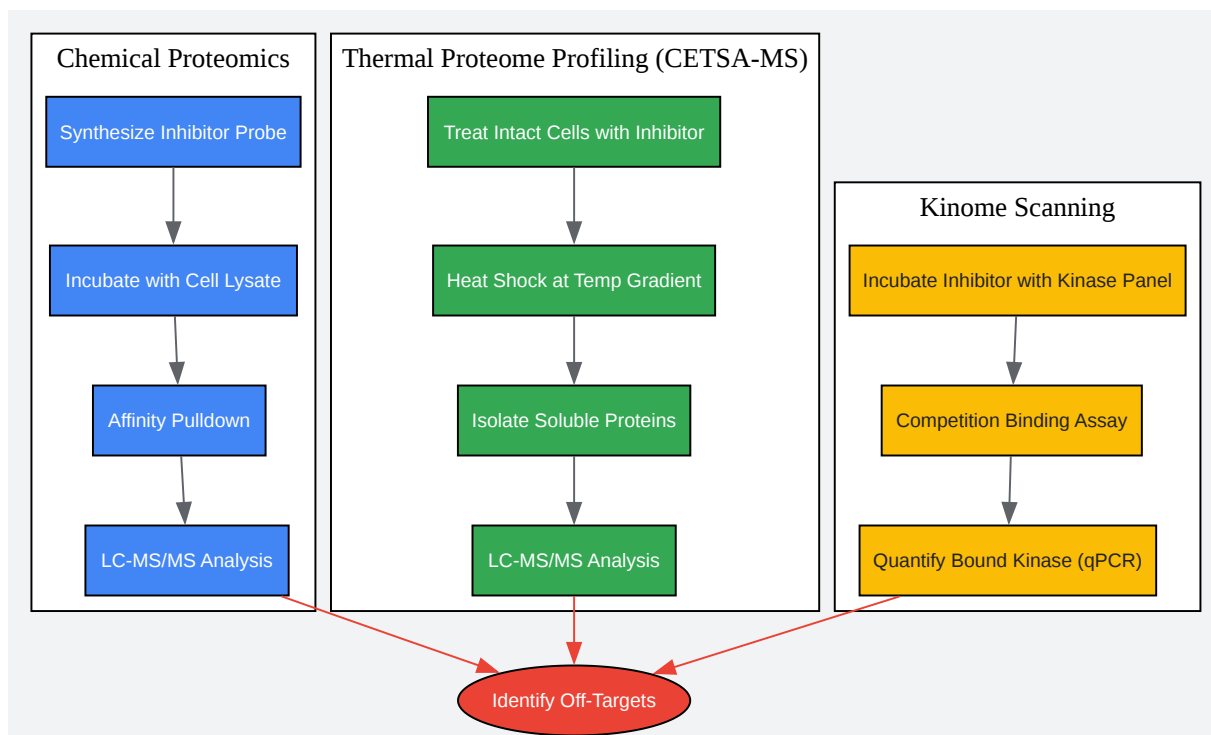 Chemical Proteomics
Synthesize Inhibitor Probe
Incubate with Cell Lysate
Affinity Pulldown
LC-MS/MS Analysis
Thermal Proteome Profiling (CETSA-MS)
Treat Intact Cells with Inhibitor
Heat Shock at Temp Gradient
Isolate Soluble Proteins
LC-MS/MS Analysis
Kinome Scanning
Incubate Inhibitor with Kinase Panel
Competition Binding Assay
Quantify Bound Kinase (qPCR)
Identify Off-Targets